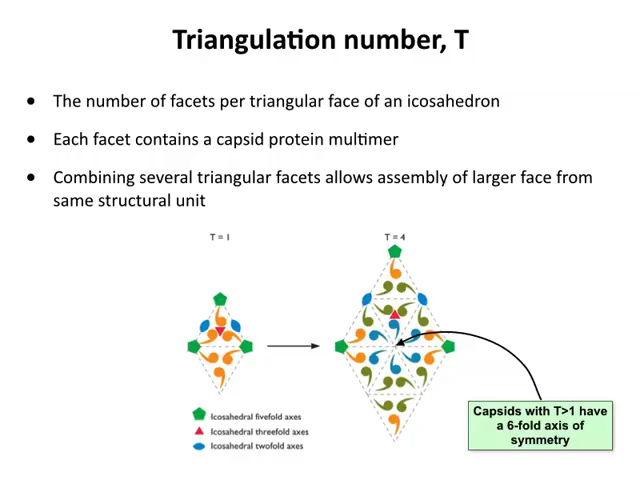 Triangulation number, T
The number of facets per triangular face of an icosahedron
Each facet contains a capsid protein multimer
Combining several triangular facets allows assembly of larger face from
same structural unit
T = 1
T = 4
Icosahedral fivefold axes
Icosahedral threefold axes
Icosahedral twofold axes
Capsids with T>1 have
a 6-fold axis of
symmetry